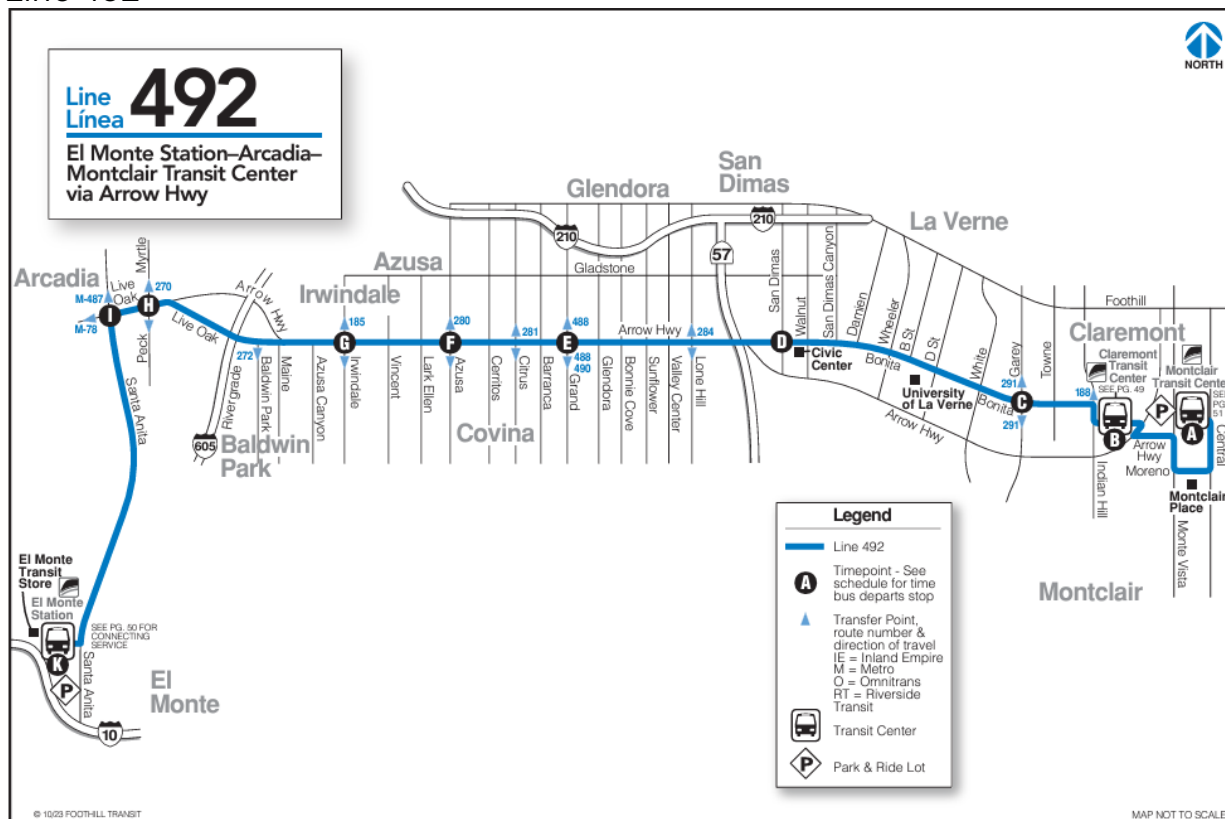 Line
Línea
492
El Monte Station–Arcadia–
Montclair Transit Center
via Arrow Hwy
NORTH
San
Dimas
Glendora
La Verne
210
210
57
Gladstone
Azusa
Arcadia
Irwindale
Myrtle
Live
Oak
M-487
M-78
270
I
H
Peck
Live Oak
Arrow Hwy
Rivergrade
605
272
Baldwin Park
Maine
Azusa Canyon
185
G
Irwindale
Vincent
Lark Ellen
280
F
Azusa
Cerritos
281
Citrus
Barranca
488
E
488
490
Grand
Glendora
Bonnie Cove
Sunflower
Valley Center
Arrow Hwy
284
Lone Hill
San Dimas
D
Walnut
San Dimas Canyon
Civic
Center
Damien
Wheeler
B St
D St
Bonita
University
of La Verne
Arrow Hwy
White
Garey
Towne
291
C
Bonita
291
Foothill
Claremont
Claremont
Transit
Center
SEE PG. 49
188
B
Indian Hill
Montclair
Transit Cente
SE
PG
51
P
A
Central
Arrow
Hwy
Moreno
Montclair
Place
Monte Vista
Montclair
Baldwin
Park
Covina
Santa Anita
El Monte
Transit
Store
El Monte
Station
SEE PG. 50 FOR
CONNECTING
SERVICE
K
P
Santa Anita
El
Monte
10
Legend
Line 492
A
Timepoint - See
schedule for time
bus departs stop
Transfer Point,
route number &
direction of travel
IE = Inland Empire
M = Metro
O = Omnitrans
RT = Riverside
Transit
Transit Center
P
Park & Ride Lot
© 10/23 FOOTHILL TRANSIT
MAP NOT TO SCALE